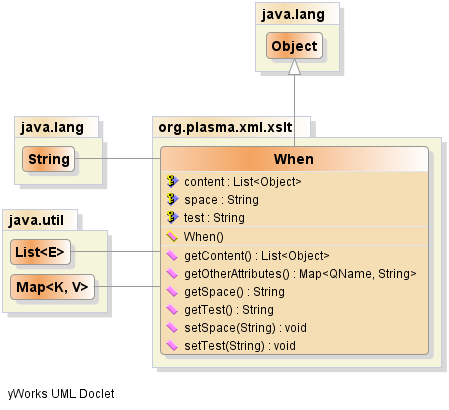 java.lang
Object
java.lang
String
org.plasma.xml.xslt
When
content : List<Object>
space : String
test : String
When()
getContent() : List<Object>
getOtherAttributes() : Map<QName, String>
getSpace() : String
getTest() : String
setSpace(String) : void
setTest(String) : void
java.util
List<E>
Map<K, V>
yWorks UML Doclet